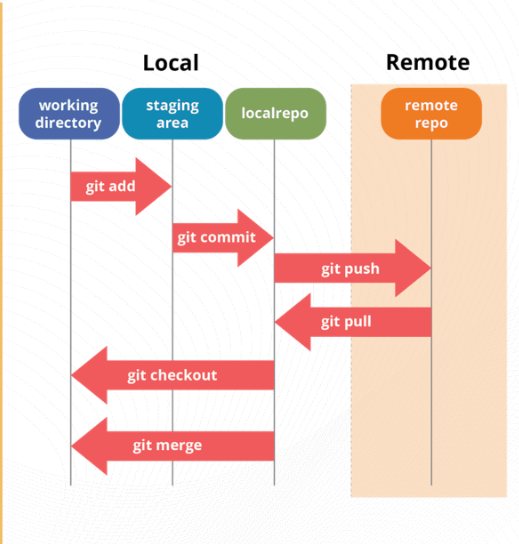 Local
Remote
working
directory
staging
area
localrepo
remote
repo
git add
git commit
git push
git pull
git checkout
git merge